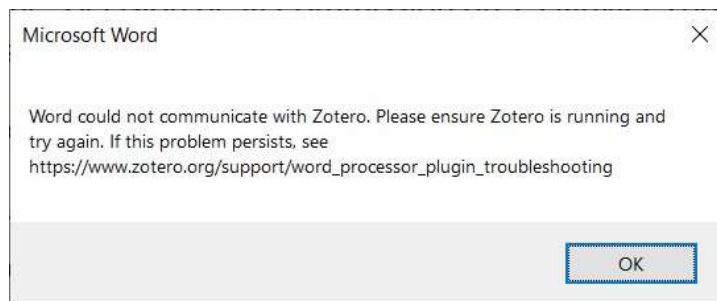 Microsoft Word
Word could not communicate with Zotero. Please ensure Zotero is running and
try again. If this problem persists, see
https://www.zotero.org/support/word_processor_plugin_troubleshooting
OK